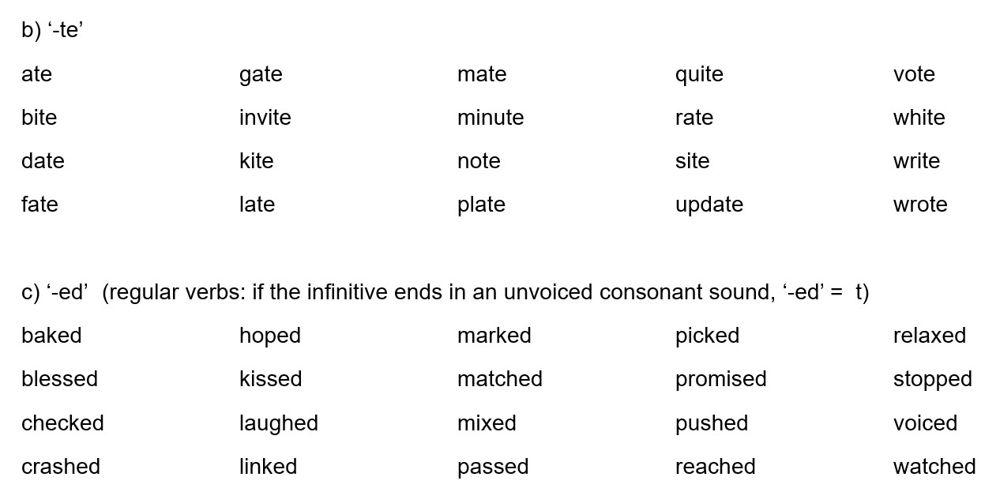 b) ‘-te’
ate gate mate quite vote
bite invite minute rate white
date kite note site write
fate late plate update wrote
c) ‘-ed’  (regular verbs: if the infinitive ends in an unvoiced consonant sound, ‘-ed’ =  t)
baked hoped marked picked relaxed
blessed kissed matched promised stopped
checked laughed mixed pushed voiced
crashed linked passed reached watched